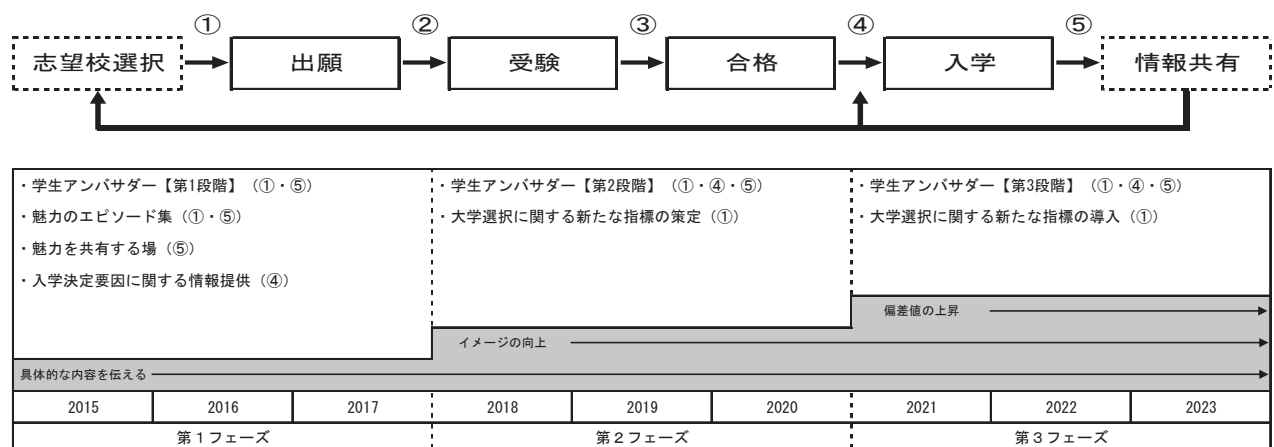 ① ② ③ ④ ⑤
志望校選択 出願 受験 合格 入学 情報共有
・学生アンバサダー【第1段階】（①・⑤）
・魅力のエピソード集（①・⑤）
・魅力を共有する場（⑤）
・入学決定要因に関する情報提供（④）
・学生アンバサダー【第2段階】（①・④・⑤）
・大学選択に関する新たな指標の策定（①）
・学生アンバサダー【第3段階】（①・④・⑤）
・大学選択に関する新たな指標の導入（①）
偏差値の上昇
イメージの向上
具体的な内容を伝える
2015 2016 2017 2018 2019 2020 2021 2022 2023
第1フェーズ 第2フェーズ 第3フェーズ